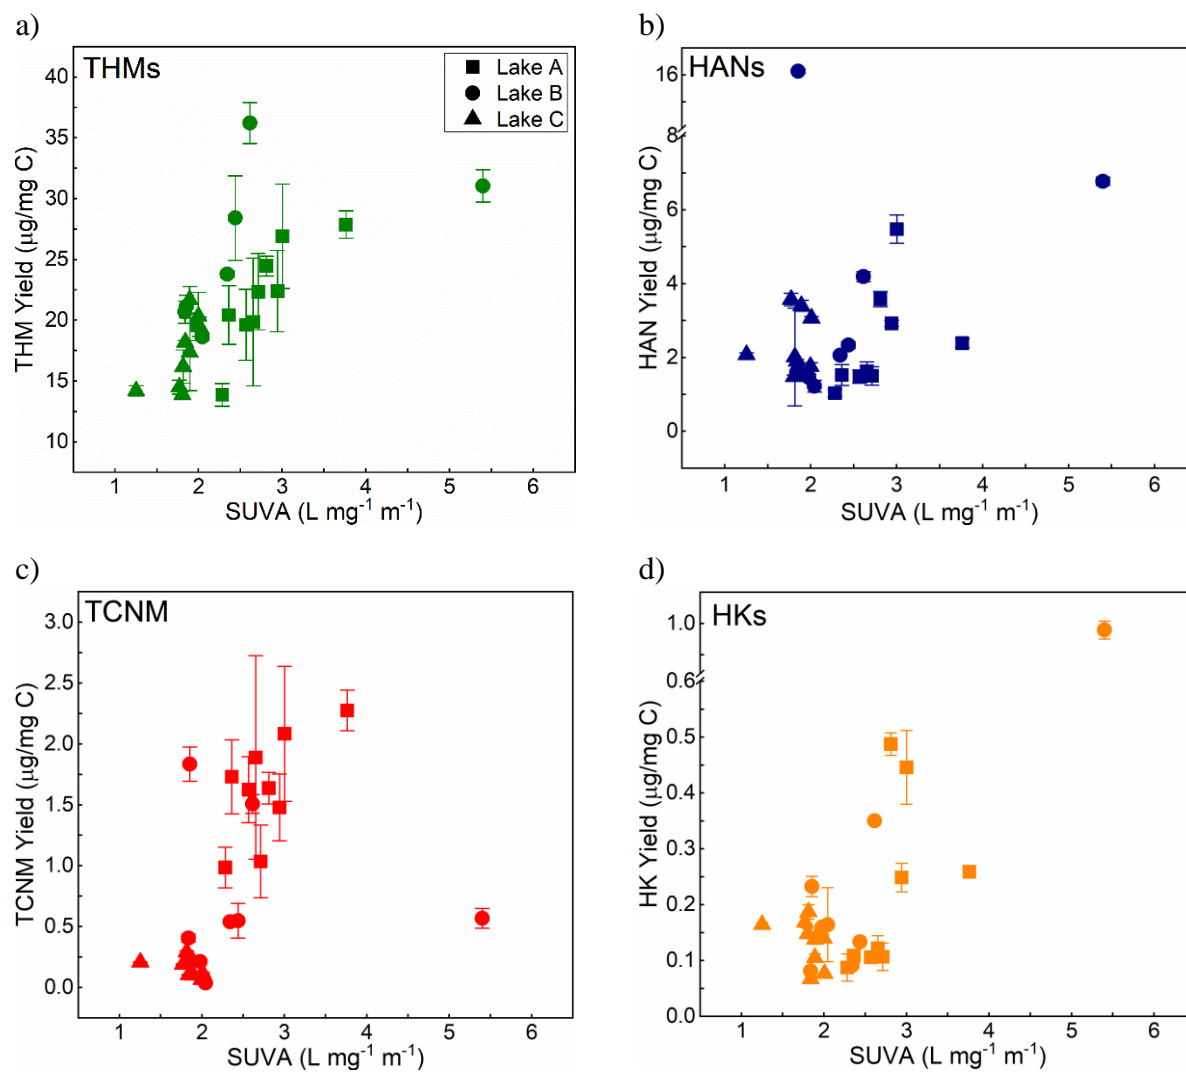 a)
THMs
Lake A
Lake B
Lake C
40
35
30
25
20
15
10
THM Yield (µg/mg C)
1 2 3 4 5 6
SUVA (L mg⁻¹ m⁻¹)
b)
HANs
16
8
6
4
2
0
HAN Yield (µg/mg C)
1 2 3 4 5 6
SUVA (L mg⁻¹ m⁻¹)
c)
TCNM
3.0
2.5
2.0
1.5
1.0
0.5
0.0
TCNM Yield (µg/mg C)
1 2 3 4 5 6
SUVA (L mg⁻¹ m⁻¹)
d)
HKs
1.0
0.6
0.5
0.4
0.3
0.2
0.1
0.0
HK Yield (µg/mg C)
1 2 3 4 5 6
SUVA (L mg⁻¹ m⁻¹)